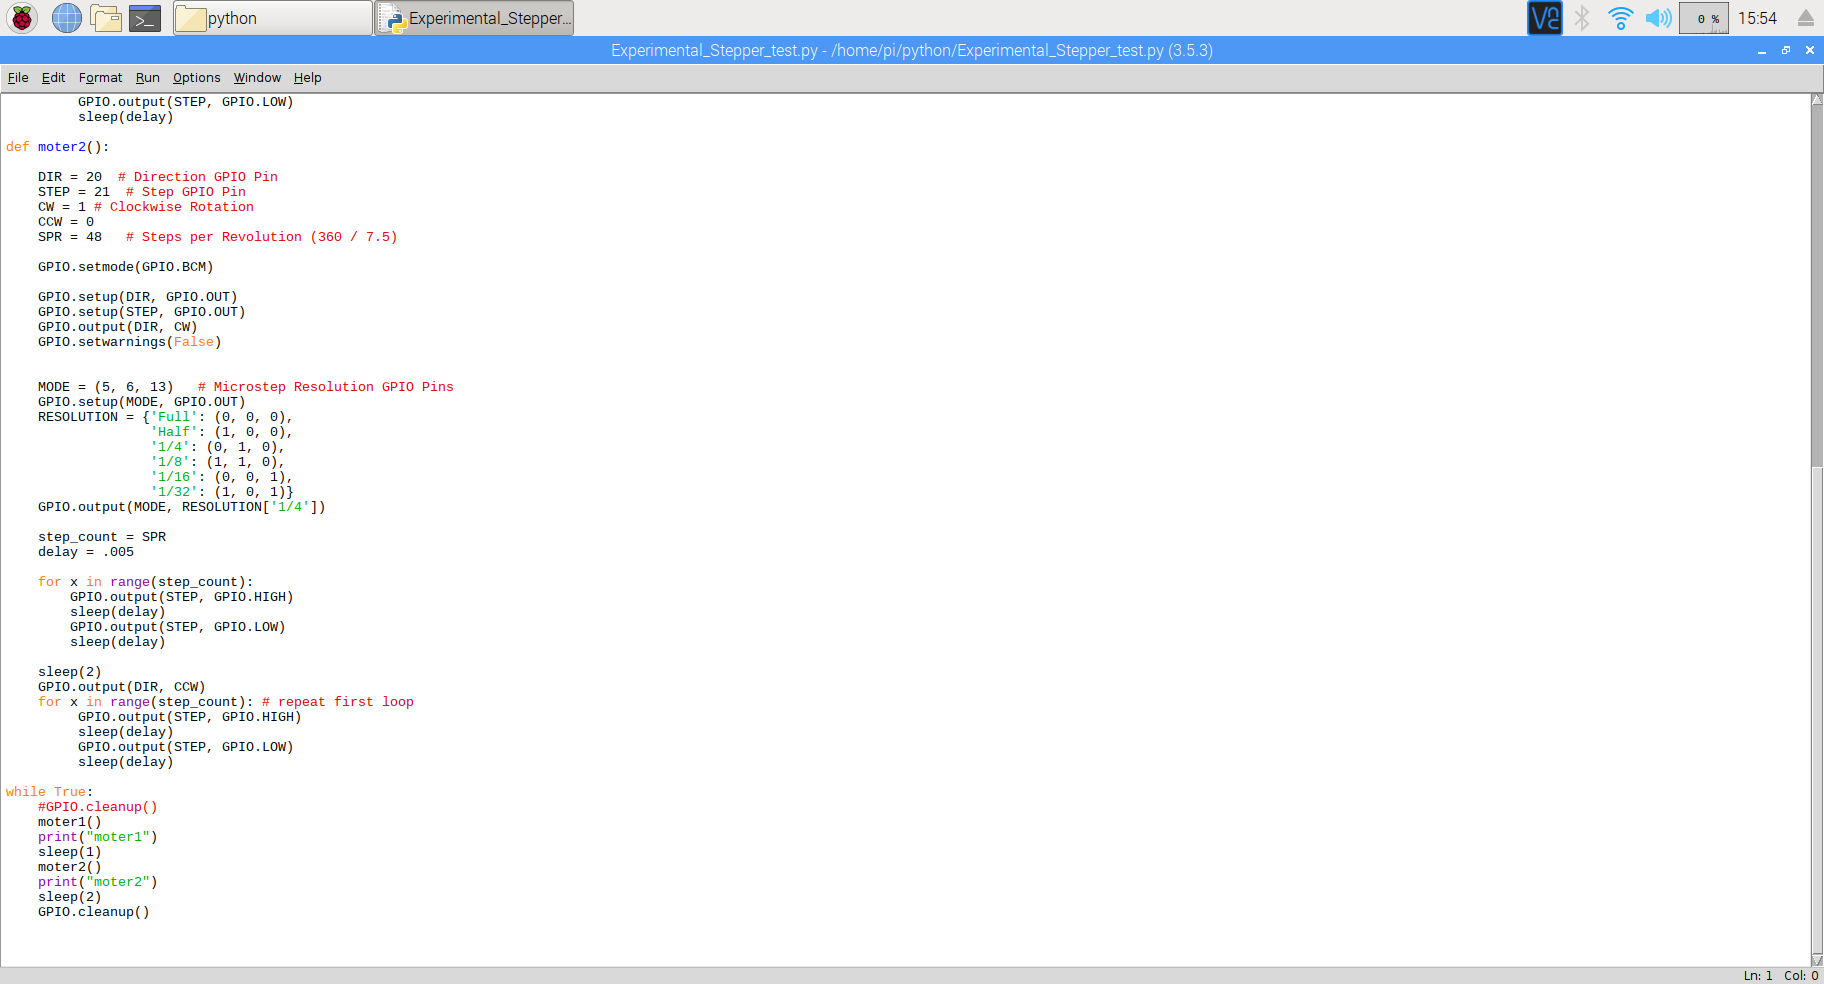 python
Experimental_Stepper...
0 %
15:54
Experimental_Stepper_test.py - /home/pi/python/Experimental_Stepper_test.py (3.5.3)
File Edit Format Run Options Window Help
GPIO.output(STEP, GPIO.LOW)
sleep(delay)
def moter2():
DIR = 20  # Direction GPIO Pin
STEP = 21  # Step GPIO Pin
CW = 1 # Clockwise Rotation
CCW = 0
SPR = 48   # Steps per Revolution (360 / 7.5)
GPIO.setmode(GPIO.BCM)
GPIO.setup(DIR, GPIO.OUT)
GPIO.setup(STEP, GPIO.OUT)
GPIO.output(DIR, CW)
GPIO.setwarnings(False)
MODE = (5, 6, 13)   # Microstep Resolution GPIO Pins
GPIO.setup(MODE, GPIO.OUT)
RESOLUTION = {'Full': (0, 0, 0),
'Half': (1, 0, 0),
'1/4': (0, 1, 0),
'1/8': (1, 1, 0),
'1/16': (0, 0, 1),
'1/32': (1, 0, 1)}
GPIO.output(MODE, RESOLUTION['1/4'])
step_count = SPR
delay = .005
for x in range(step_count):
GPIO.output(STEP, GPIO.HIGH)
sleep(delay)
GPIO.output(STEP, GPIO.LOW)
sleep(delay)
sleep(2)
GPIO.output(DIR, CCW)
for x in range(step_count): # repeat first loop
GPIO.output(STEP, GPIO.HIGH)
sleep(delay)
GPIO.output(STEP, GPIO.LOW)
sleep(delay)
while True:
#GPIO.cleanup()
moter1()
print("moter1")
sleep(1)
moter2()
print("moter2")
sleep(2)
GPIO.cleanup()
Ln: 1 Col: 0